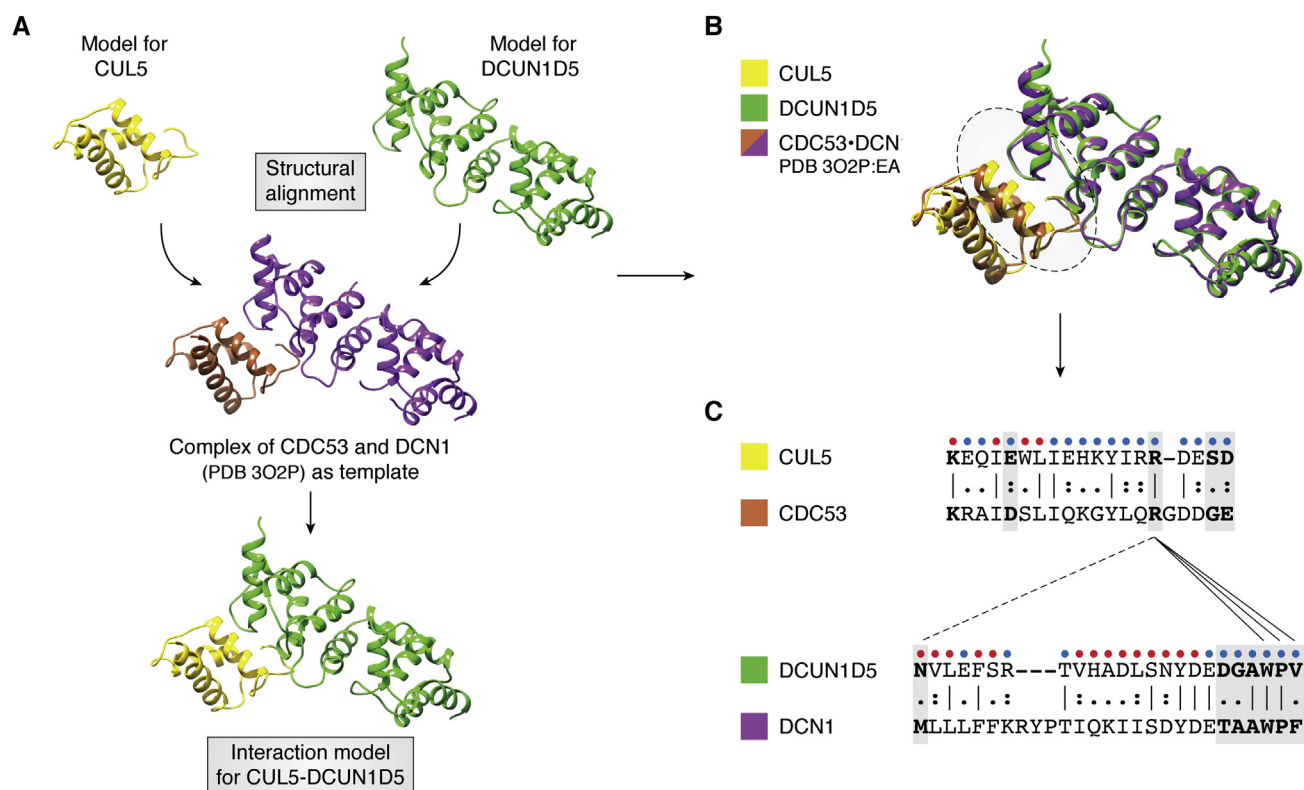 A
Model for
CUL5
Model for
DCUN1D5
Structural
alignment
Complex of CDC53 and DCN1
(PDB 3O2P) as template
Interaction model
for CUL5-DCUN1D5
B
CUL5
DCUN1D5
CDC53•DCN
PDB 3O2P:EA
C
CUL5
KEQIEWLIEHKYIRR–DESD
|..|:.||:..|::| |:.:
CDC53
KRAIDSLIQKGYLQRGDDGE
DCUN1D5
NVLEFSR---TVHADLSNYDEDGAWPV
.:|.|.: |:..:|:|||..|||.
DCN1
MLLLFFKRYPTIQKIISDYDETAAWPF